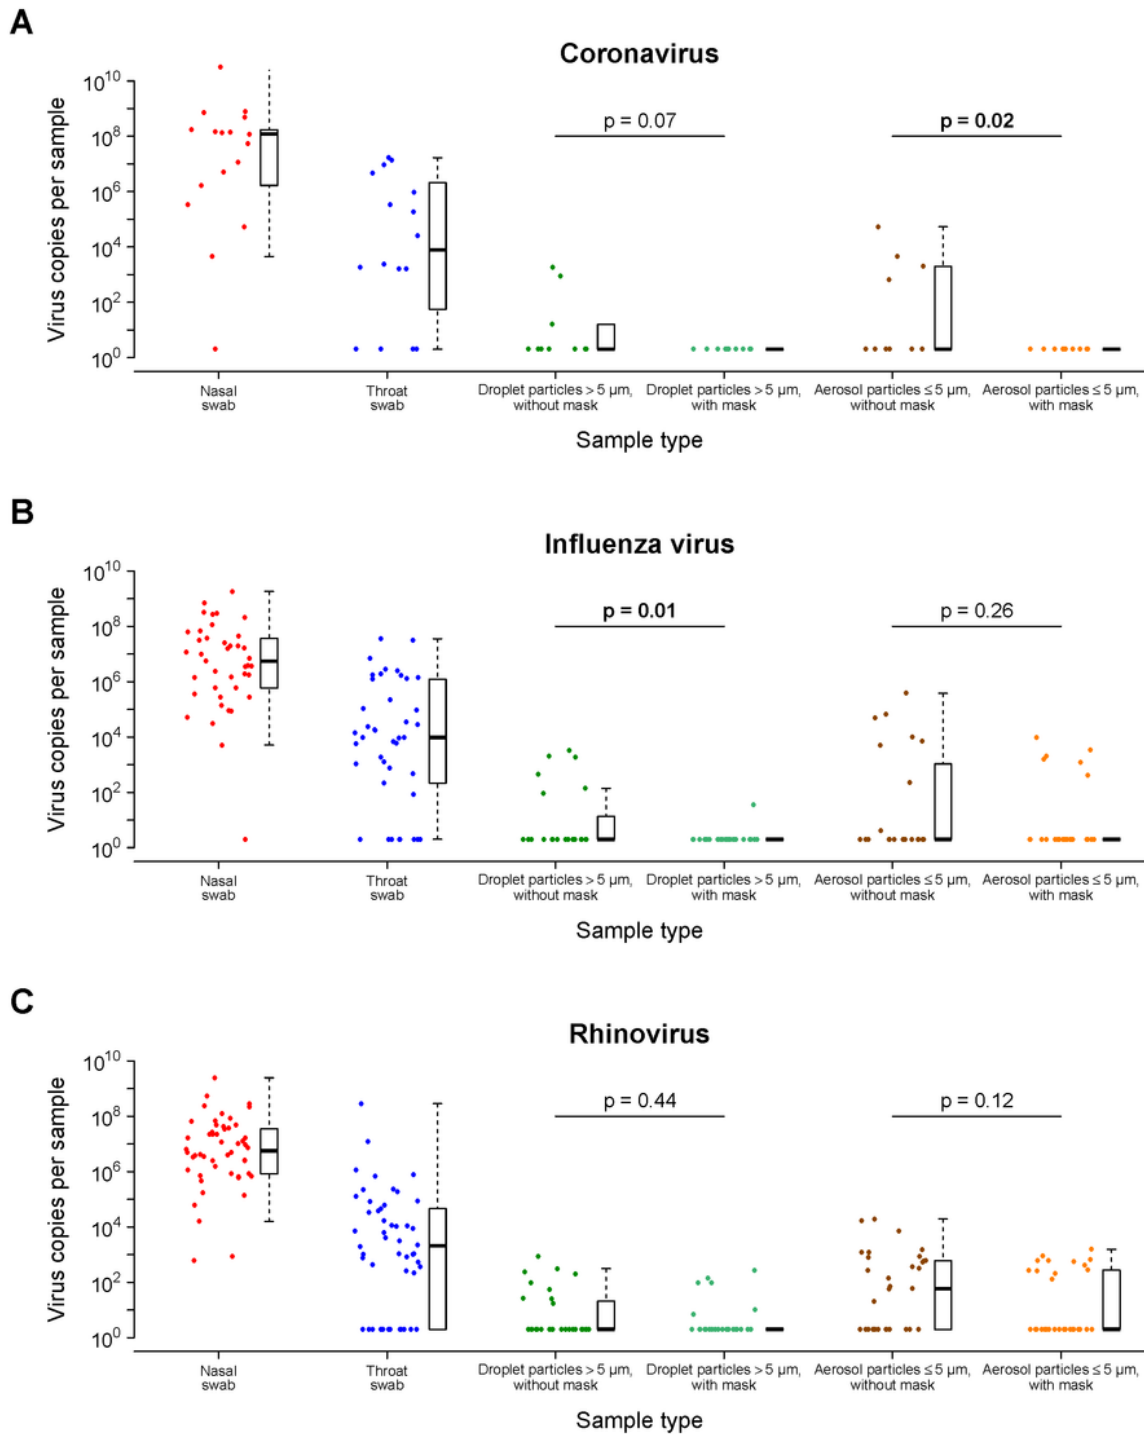 A
Coronavirus
Virus copies per sample
10^10
10^8
10^6
10^4
10^2
10^0
p = 0.07
p = 0.02
Nasal
swab
Throat
swab
Droplet particles > 5 µm,
without mask
Droplet particles > 5 µm,
with mask
Aerosol particles ≤ 5 µm,
without mask
Aerosol particles ≤ 5 µm,
with mask
Sample type
B
Influenza virus
Virus copies per sample
10^10
10^8
10^6
10^4
10^2
10^0
p = 0.01
p = 0.26
Nasal
swab
Throat
swab
Droplet particles > 5 µm,
without mask
Droplet particles > 5 µm,
with mask
Aerosol particles ≤ 5 µm,
without mask
Aerosol particles ≤ 5 µm,
with mask
Sample type
C
Rhinovirus
Virus copies per sample
10^10
10^8
10^6
10^4
10^2
10^0
p = 0.44
p = 0.12
Nasal
swab
Throat
swab
Droplet particles > 5 µm,
without mask
Droplet particles > 5 µm,
with mask
Aerosol particles ≤ 5 µm,
without mask
Aerosol particles ≤ 5 µm,
with mask
Sample type